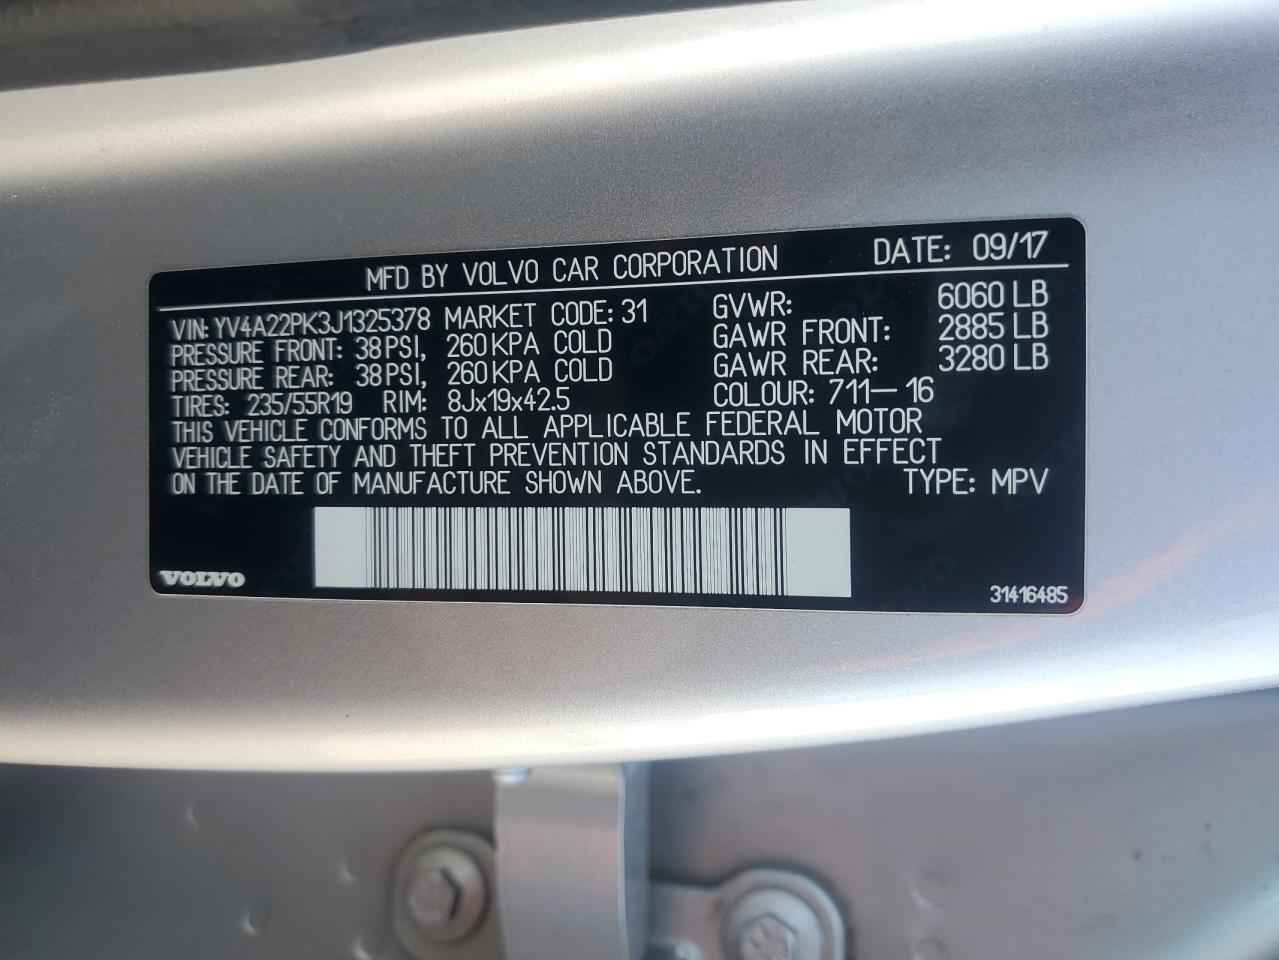 MFD BY VOLVO CAR CORPORATION DATE: 09/17
VIN: YV4A22PK3J1325378 MARKET CODE: 31 GVWR: 6060 LB
PRESSURE FRONT: 38 PSI, 260 KPA COLD GAWR FRONT: 2885 LB
PRESSURE REAR: 38 PSI, 260 KPA COLD GAWR REAR: 3280 LB
TIRES: 235/55R19 RIM: 8Jx19x42.5 COLOUR: 711-16
THIS VEHICLE CONFORMS TO ALL APPLICABLE FEDERAL MOTOR
VEHICLE SAFETY AND THEFT PREVENTION STANDARDS IN EFFECT
ON THE DATE OF MANUFACTURE SHOWN ABOVE. TYPE: MPV
VOLVO 31416485